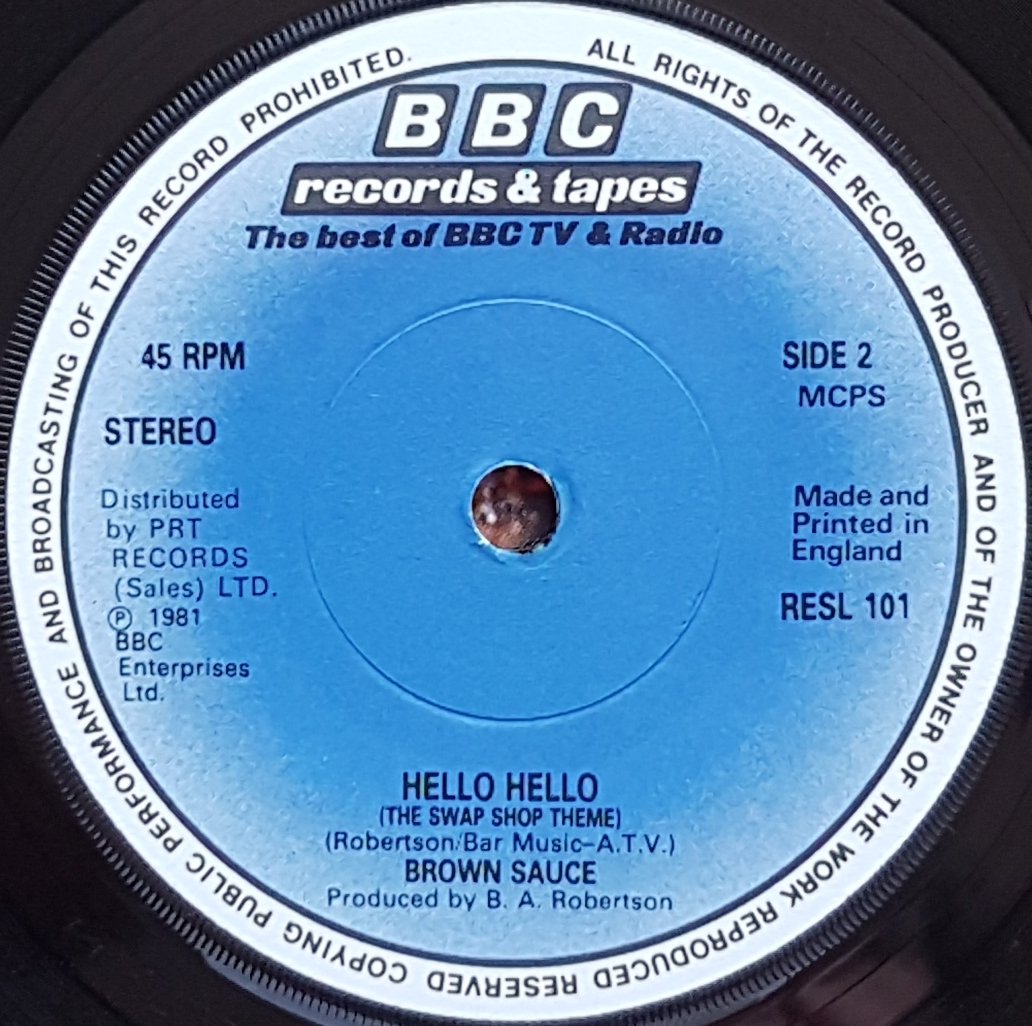 ALL RIGHTS OF THE RECORD PRODUCER AND OF THE OWNER OF THE WORK REPRODUCED RESERVED COPYING PUBLIC PERFORMANCE AND BROADCASTING OF THIS RECORD PROHIBITED.
BBC
records & tapes
The best of BBC TV & Radio
45 RPM
STEREO
Distributed
by PRT
RECORDS
(Sales) LTD.
Ⓟ 1981
BBC
Enterprises
Ltd.
SIDE 2
MCPS
Made and
Printed in
England
RESL 101
HELLO HELLO
(THE SWAP SHOP THEME)
(Robertson/Bar Music-A.T.V.)
BROWN SAUCE
Produced by B. A. Robertson